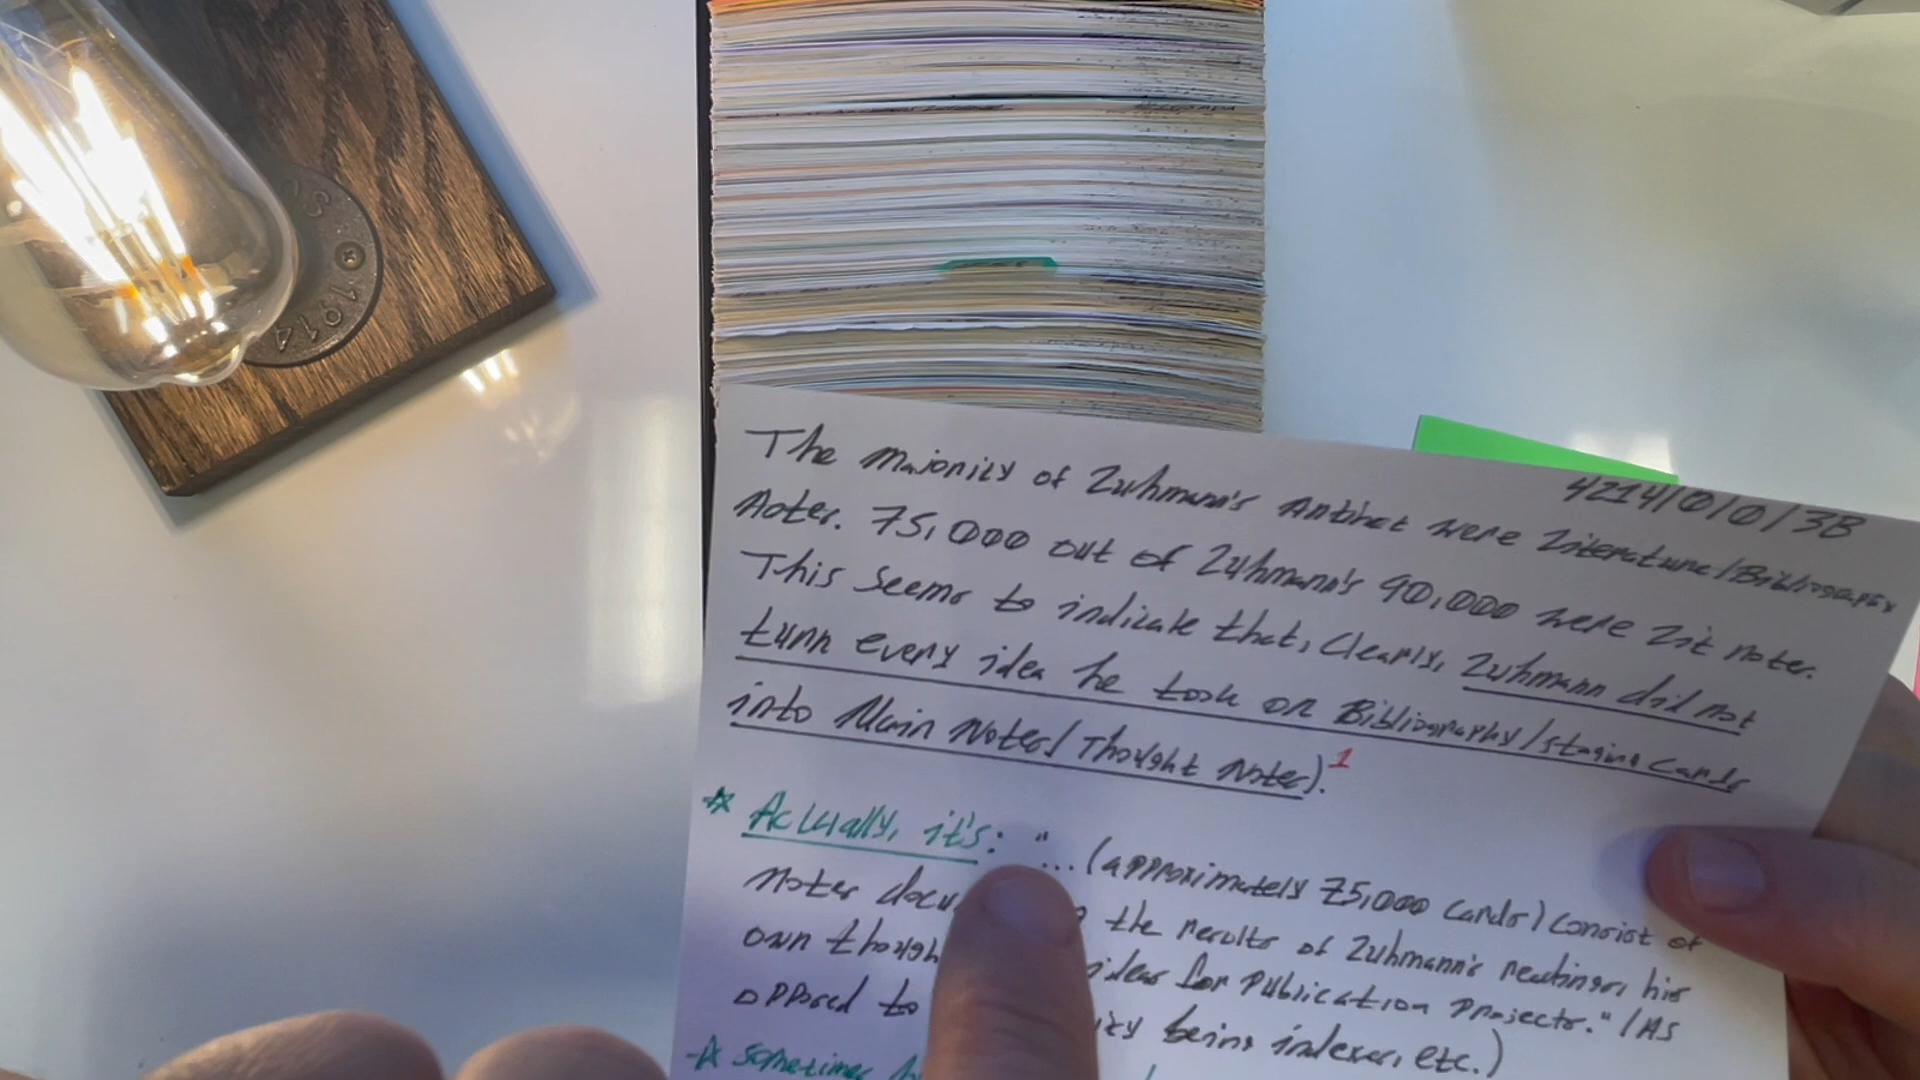 4214/0/0/3B
The Majority of Luhmann's Antinet were Literature/Bibliography
Notes. 75,000 out of Luhmann's 90,000 were Lit notes.
This seems to indicate that, clearly, Luhmann did not
turn every idea he took on Bibliography/staging cards
into Main Notes/Thought Notes).¹
* Actually, it's: "... (approximately 75,000 cards) consist of
Notes the results of Luhmann's readings, his
own ideas for publication projects." (As
opposed to being indexes, etc.)
* sometimes
1914